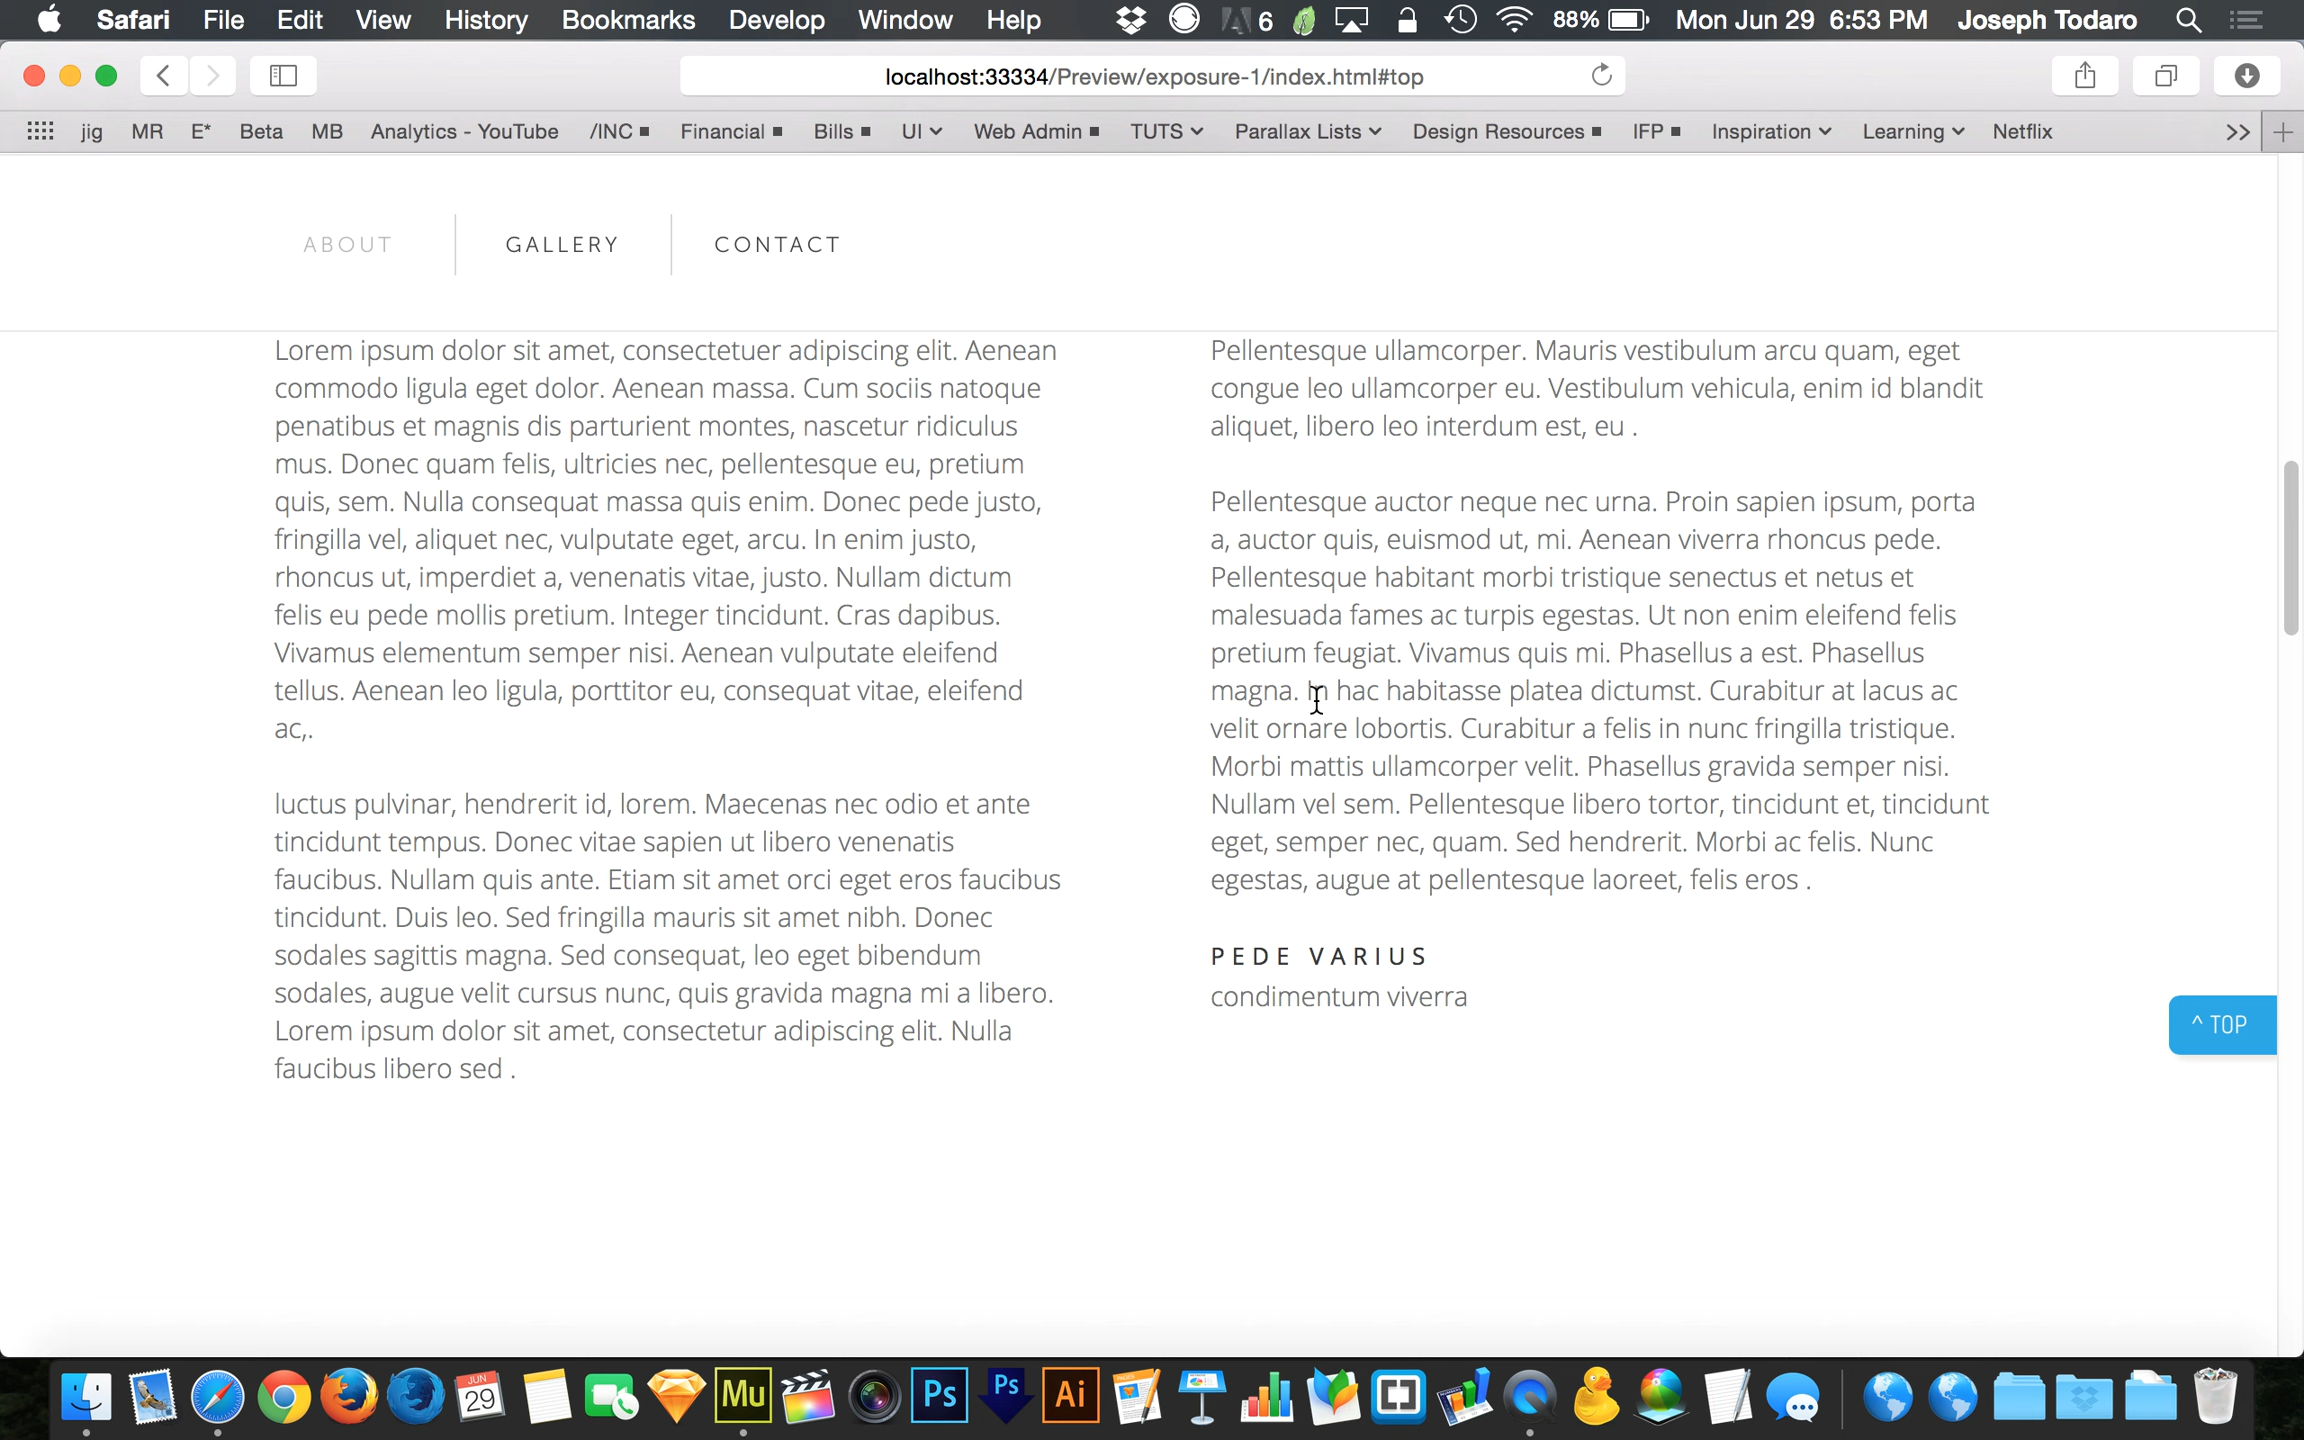 Safari File Edit View History Bookmarks Develop Window Help 6 88% Mon Jun 29 6:53 PM Joseph Todaro
localhost:33334/Preview/exposure-1/index.html#top
jig MR E* Beta MB Analytics - YouTube /INC Financial Bills UI Web Admin TUTS Parallax Lists Design Resources IFP Inspiration Learning Netflix
ABOUT GALLERY CONTACT
Lorem ipsum dolor sit amet, consectetuer adipiscing elit. Aenean
commodo ligula eget dolor. Aenean massa. Cum sociis natoque
penatibus et magnis dis parturient montes, nascetur ridiculus
mus. Donec quam felis, ultricies nec, pellentesque eu, pretium
quis, sem. Nulla consequat massa quis enim. Donec pede justo,
fringilla vel, aliquet nec, vulputate eget, arcu. In enim justo,
rhoncus ut, imperdiet a, venenatis vitae, justo. Nullam dictum
felis eu pede mollis pretium. Integer tincidunt. Cras dapibus.
Vivamus elementum semper nisi. Aenean vulputate eleifend
tellus. Aenean leo ligula, porttitor eu, consequat vitae, eleifend
ac,.
luctus pulvinar, hendrerit id, lorem. Maecenas nec odio et ante
tincidunt tempus. Donec vitae sapien ut libero venenatis
faucibus. Nullam quis ante. Etiam sit amet orci eget eros faucibus
tincidunt. Duis leo. Sed fringilla mauris sit amet nibh. Donec
sodales sagittis magna. Sed consequat, leo eget bibendum
sodales, augue velit cursus nunc, quis gravida magna mi a libero.
Lorem ipsum dolor sit amet, consectetur adipiscing elit. Nulla
faucibus libero sed .
Pellentesque ullamcorper. Mauris vestibulum arcu quam, eget
congue leo ullamcorper eu. Vestibulum vehicula, enim id blandit
aliquet, libero leo interdum est, eu .
Pellentesque auctor neque nec urna. Proin sapien ipsum, porta
a, auctor quis, euismod ut, mi. Aenean viverra rhoncus pede.
Pellentesque habitant morbi tristique senectus et netus et
malesuada fames ac turpis egestas. Ut non enim eleifend felis
pretium feugiat. Vivamus quis mi. Phasellus a est. Phasellus
magna. In hac habitasse platea dictumst. Curabitur at lacus ac
velit ornare lobortis. Curabitur a felis in nunc fringilla tristique.
Morbi mattis ullamcorper velit. Phasellus gravida semper nisi.
Nullam vel sem. Pellentesque libero tortor, tincidunt et, tincidunt
eget, semper nec, quam. Sed hendrerit. Morbi ac felis. Nunc
egestas, augue at pellentesque laoreet, felis eros .
PEDE VARIUS
condimentum viverra
^ TOP
JUN
29
Mu
Ps
Ps
Ai